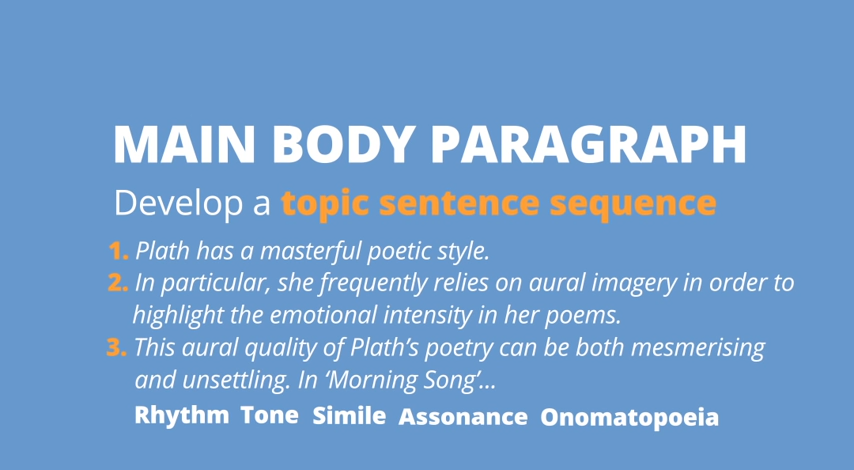 MAIN BODY PARAGRAPH
Develop a topic sentence sequence
1. Plath has a masterful poetic style.
2. In particular, she frequently relies on aural imagery in order to
highlight the emotional intensity in her poems.
3. This aural quality of Plath’s poetry can be both mesmerising
and unsettling. In ‘Morning Song’...
Rhythm Tone Simile Assonance Onomatopoeia